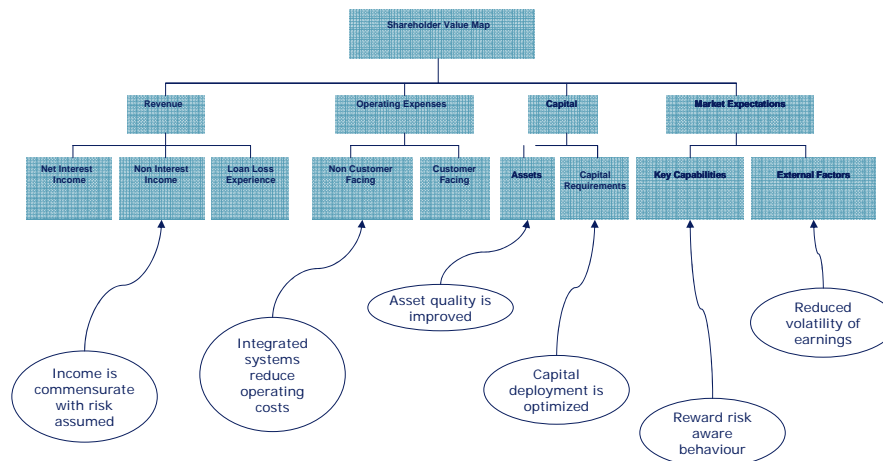 Shareholder Value Map
Revenue
Operating Expenses
Capital
Market Expectations
Net Interest
Income
Non Interest
Income
Loan Loss
Experience
Non Customer
Facing
Customer
Facing
Assets
Capital
Requirements
Key Capabilities
External Factors
Income is
commensurate
with risk
assumed
Integrated
systems
reduce
operating
costs
Asset quality is
improved
Capital
deployment is
optimized
Reward risk
aware
behaviour
Reduced
volatility of
earnings